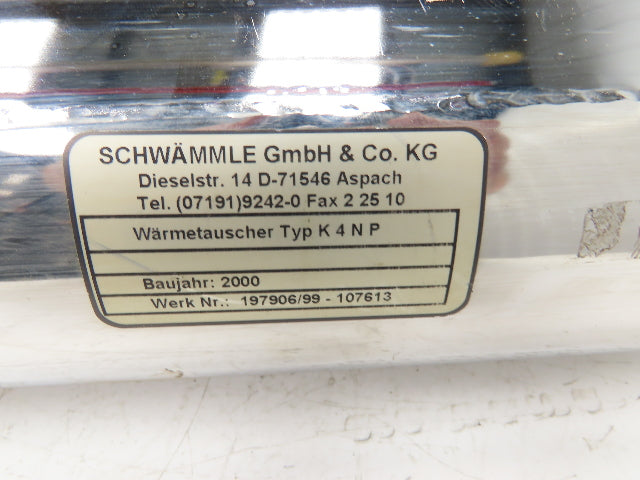 SCHWÄMMLE GmbH & Co. KG
Dieselstr. 14 D-71546 Aspach
Tel. (07191)9242-0 Fax 2 25 10
Wärmetauscher Typ K 4 N P
Baujahr: 2000
Werk Nr.: 197906/99 - 107613